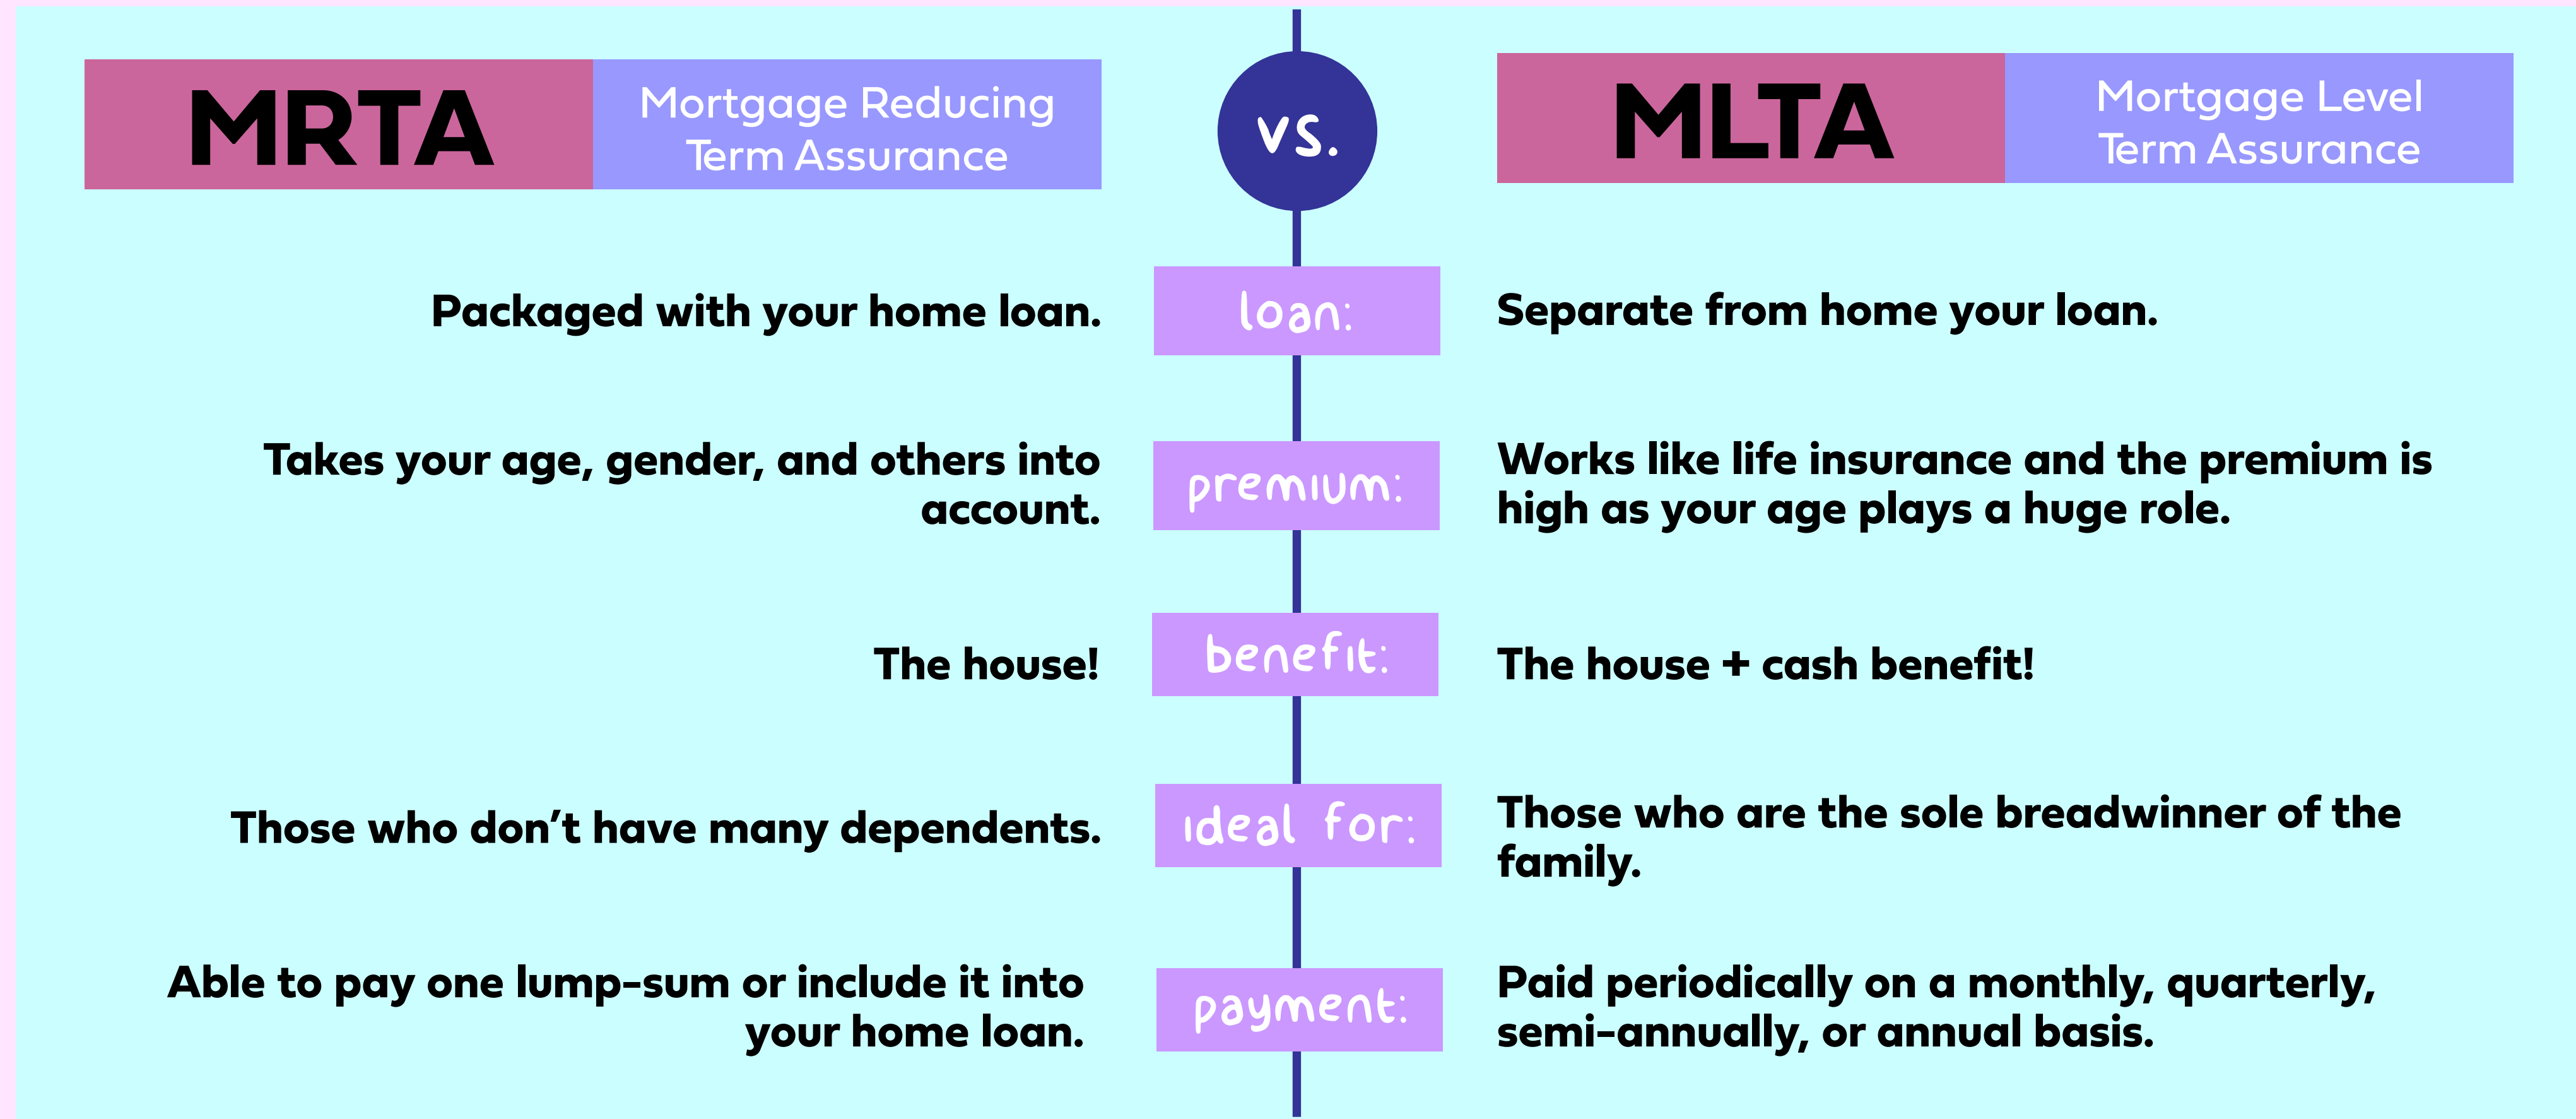 MRTA
Mortgage Reducing
Term Assurance
vs.
MLTA
Mortgage Level
Term Assurance
Packaged with your home loan.
loan:
Separate from home your loan.
Takes your age, gender, and others into
account.
premium:
Works like life insurance and the premium is
high as your age plays a huge role.
The house!
benefit:
The house + cash benefit!
Those who don’t have many dependents.
ideal for:
Those who are the sole breadwinner of the
family.
Able to pay one lump-sum or include it into
your home loan.
payment:
Paid periodically on a monthly, quarterly,
semi-annually, or annual basis.